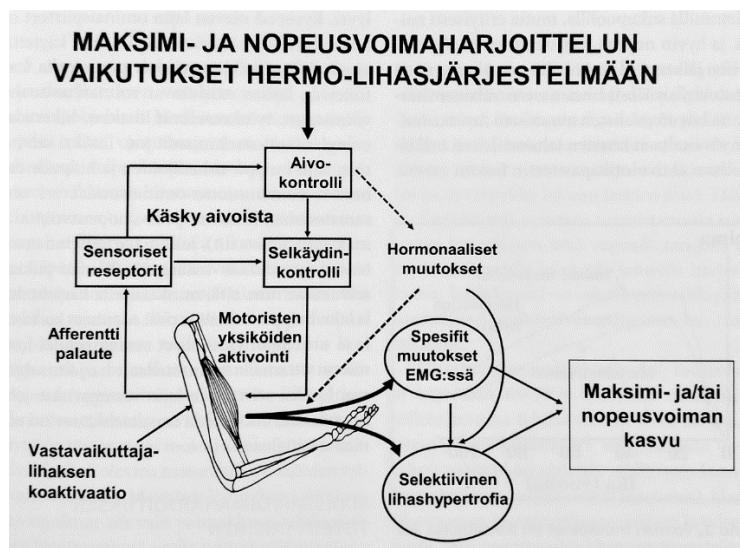 MAKSIMI- JA NOPEUSVOIMAHARJOITTELUN
VAIKUTUKSET HERMO-LIHASJÄRJESTELMÄÄN
Aivo-
kontrolli
Käsky aivoista
Sensoriset
reseptorit
Selkäydin-
kontrolli
Hormonaaliset
muutokset
Afferentti
palaute
Motoristen
yksiköiden
aktivointi
Spesifit
muutokset
EMG:ssä
Maksimi- ja/tai
nopeusvoiman
kasvu
Vastavaikuttaja-
lihaksen
koaktivaatio
Selektiivinen
lihashypertrofia